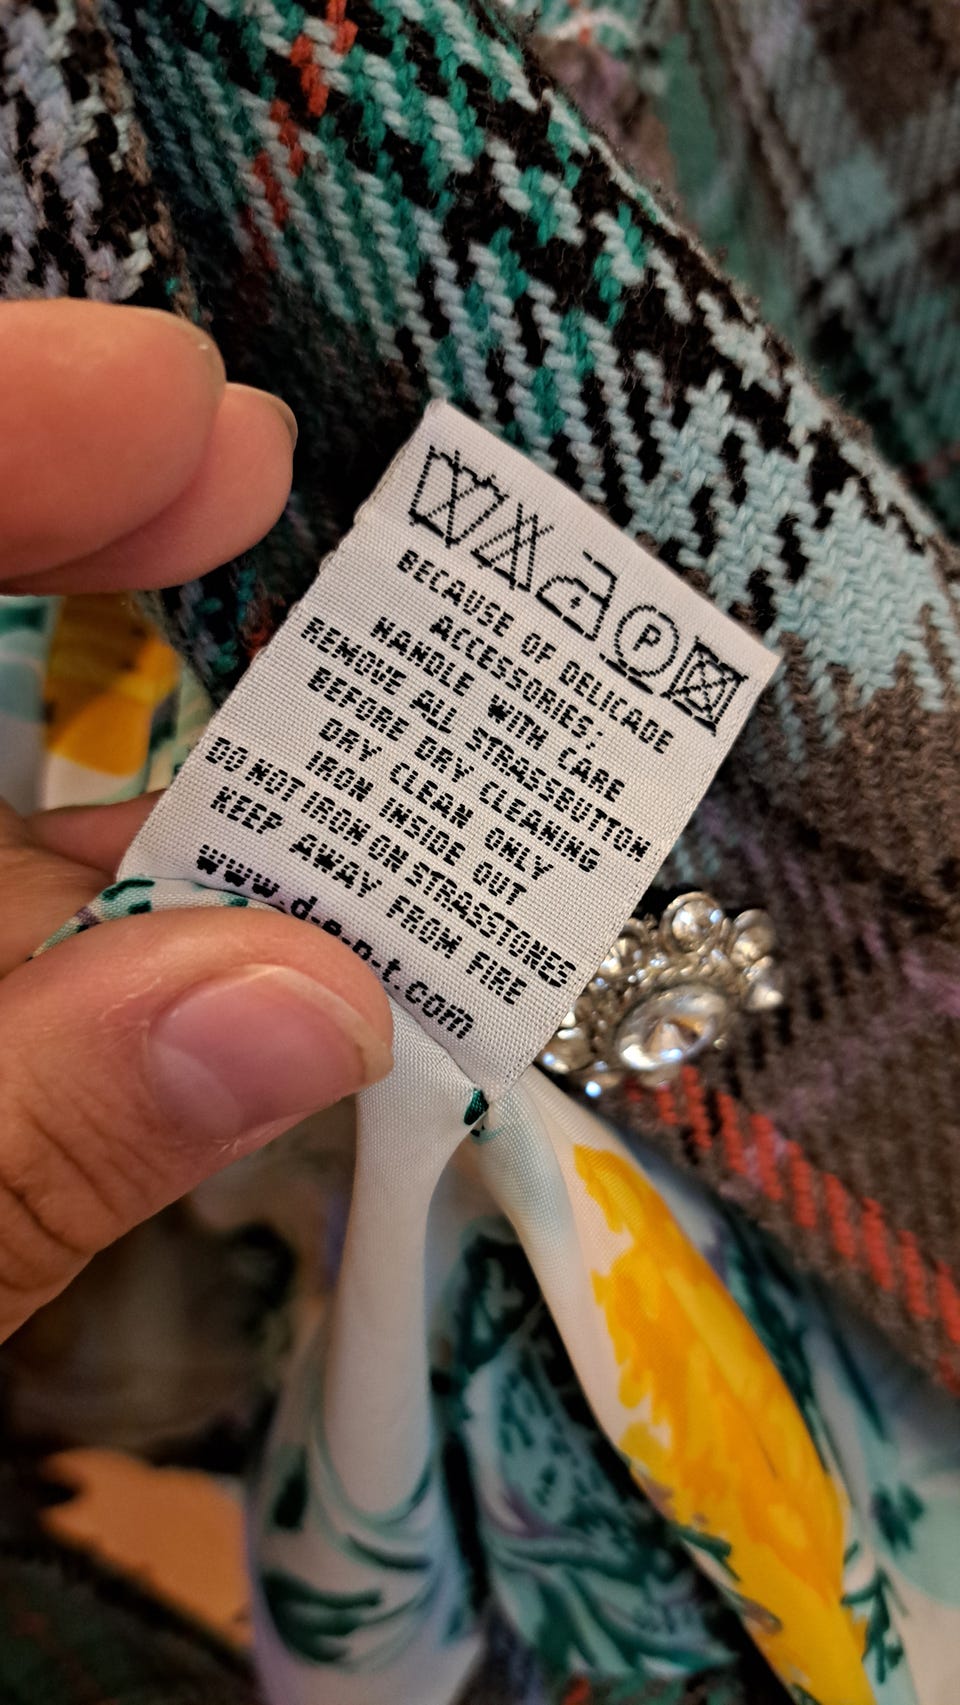 P
BECAUSE OF DELICADE
ACCESSORIES;
HANDLE WITH CARE
REMOVE ALL STRASSBUTTON
BEFORE DRY CLEANING
DRY CLEAN ONLY
IRON INSIDE OUT
DO NOT IRON ON STRASSTONES
KEEP AWAY FROM FIRE
www.d-e-p-t.com